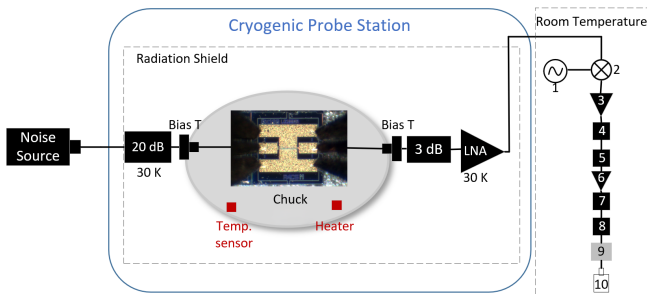 Cryogenic Probe Station
Room Temperature
Radiation Shield
Noise
Source
20 dB
30 K
Bias T
Bias T
3 dB
LNA
30 K
Chuck
Temp.
sensor
Heater
1
2
3
4
5
6
7
8
9
10